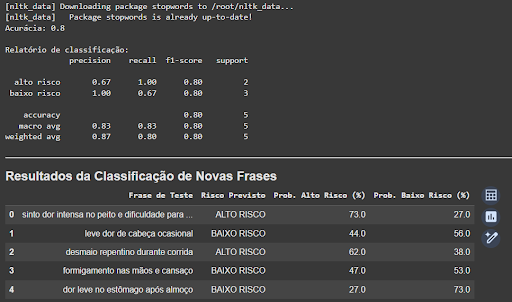 [nltk_data] Downloading package stopwords to /root/nltk_data...
[nltk_data]   Package stopwords is already up-to-date!
Acurácia: 0.8
Relatório de classificação:
precision recall f1-score support
alto risco 0.67 1.00 0.80 2
baixo risco 1.00 0.67 0.80 3
accuracy 0.80 5
macro avg 0.83 0.83 0.80 5
weighted avg 0.87 0.80 0.80 5
Resultados da Classificação de Novas Frases
Frase de Teste Risco Previsto Prob. Alto Risco (%) Prob. Baixo Risco (%)
0 sinto dor intensa no peito e dificuldade para ... ALTO RISCO 73.0 27.0
1 leve dor de cabeça ocasional BAIXO RISCO 44.0 56.0
2 desmaio repentino durante corrida ALTO RISCO 62.0 38.0
3 formigamento nas mãos e cansaço BAIXO RISCO 47.0 53.0
4 dor leve no estômago após almoço BAIXO RISCO 27.0 73.0